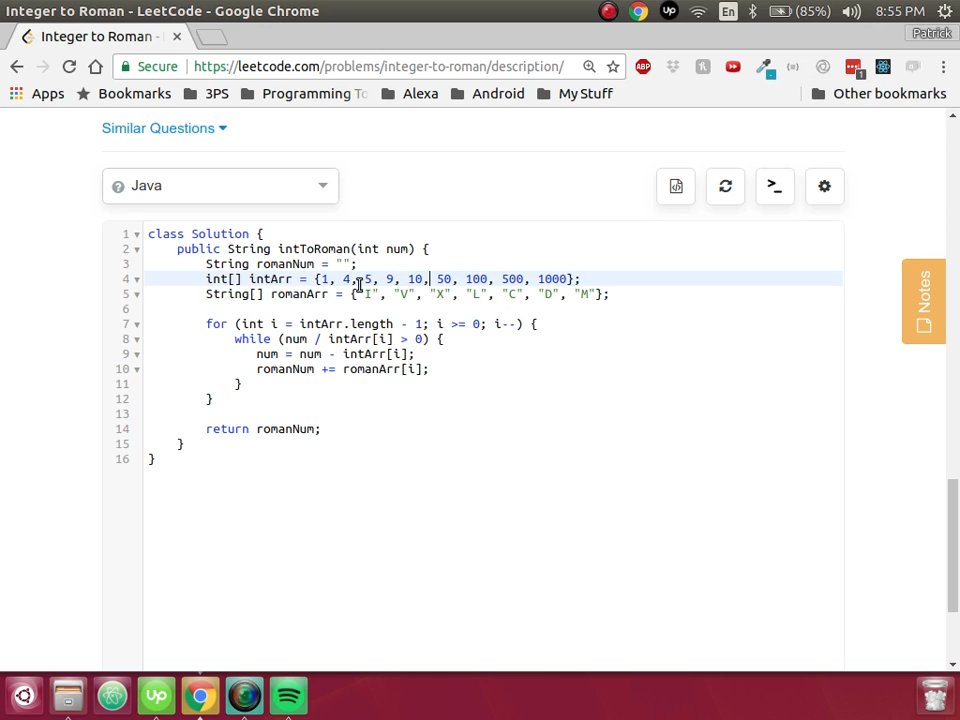 Integer to Roman - LeetCode - Google Chrome
En (85%) 8:55 PM
Integer to Roman -
Patrick
Secure https://leetcode.com/problems/integer-to-roman/description/
Apps Bookmarks 3PS Programming Alexa Android My Stuff Other bookmarks
Similar Questions
Java
1 class Solution {
2 public String intToRoman(int num) {
3 String romanNum = "";
4 int[] intArr = {1, 4, 5, 9, 10, 50, 100, 500, 1000};
5 String[] romanArr = {"I", "V", "X", "L", "C", "D", "M"};
6
7 for (int i = intArr.length - 1; i >= 0; i--) {
8 while (num / intArr[i] > 0) {
9 num = num - intArr[i];
10 romanNum += romanArr[i];
11 }
12 }
13
14 return romanNum;
15 }
16 }
Notes